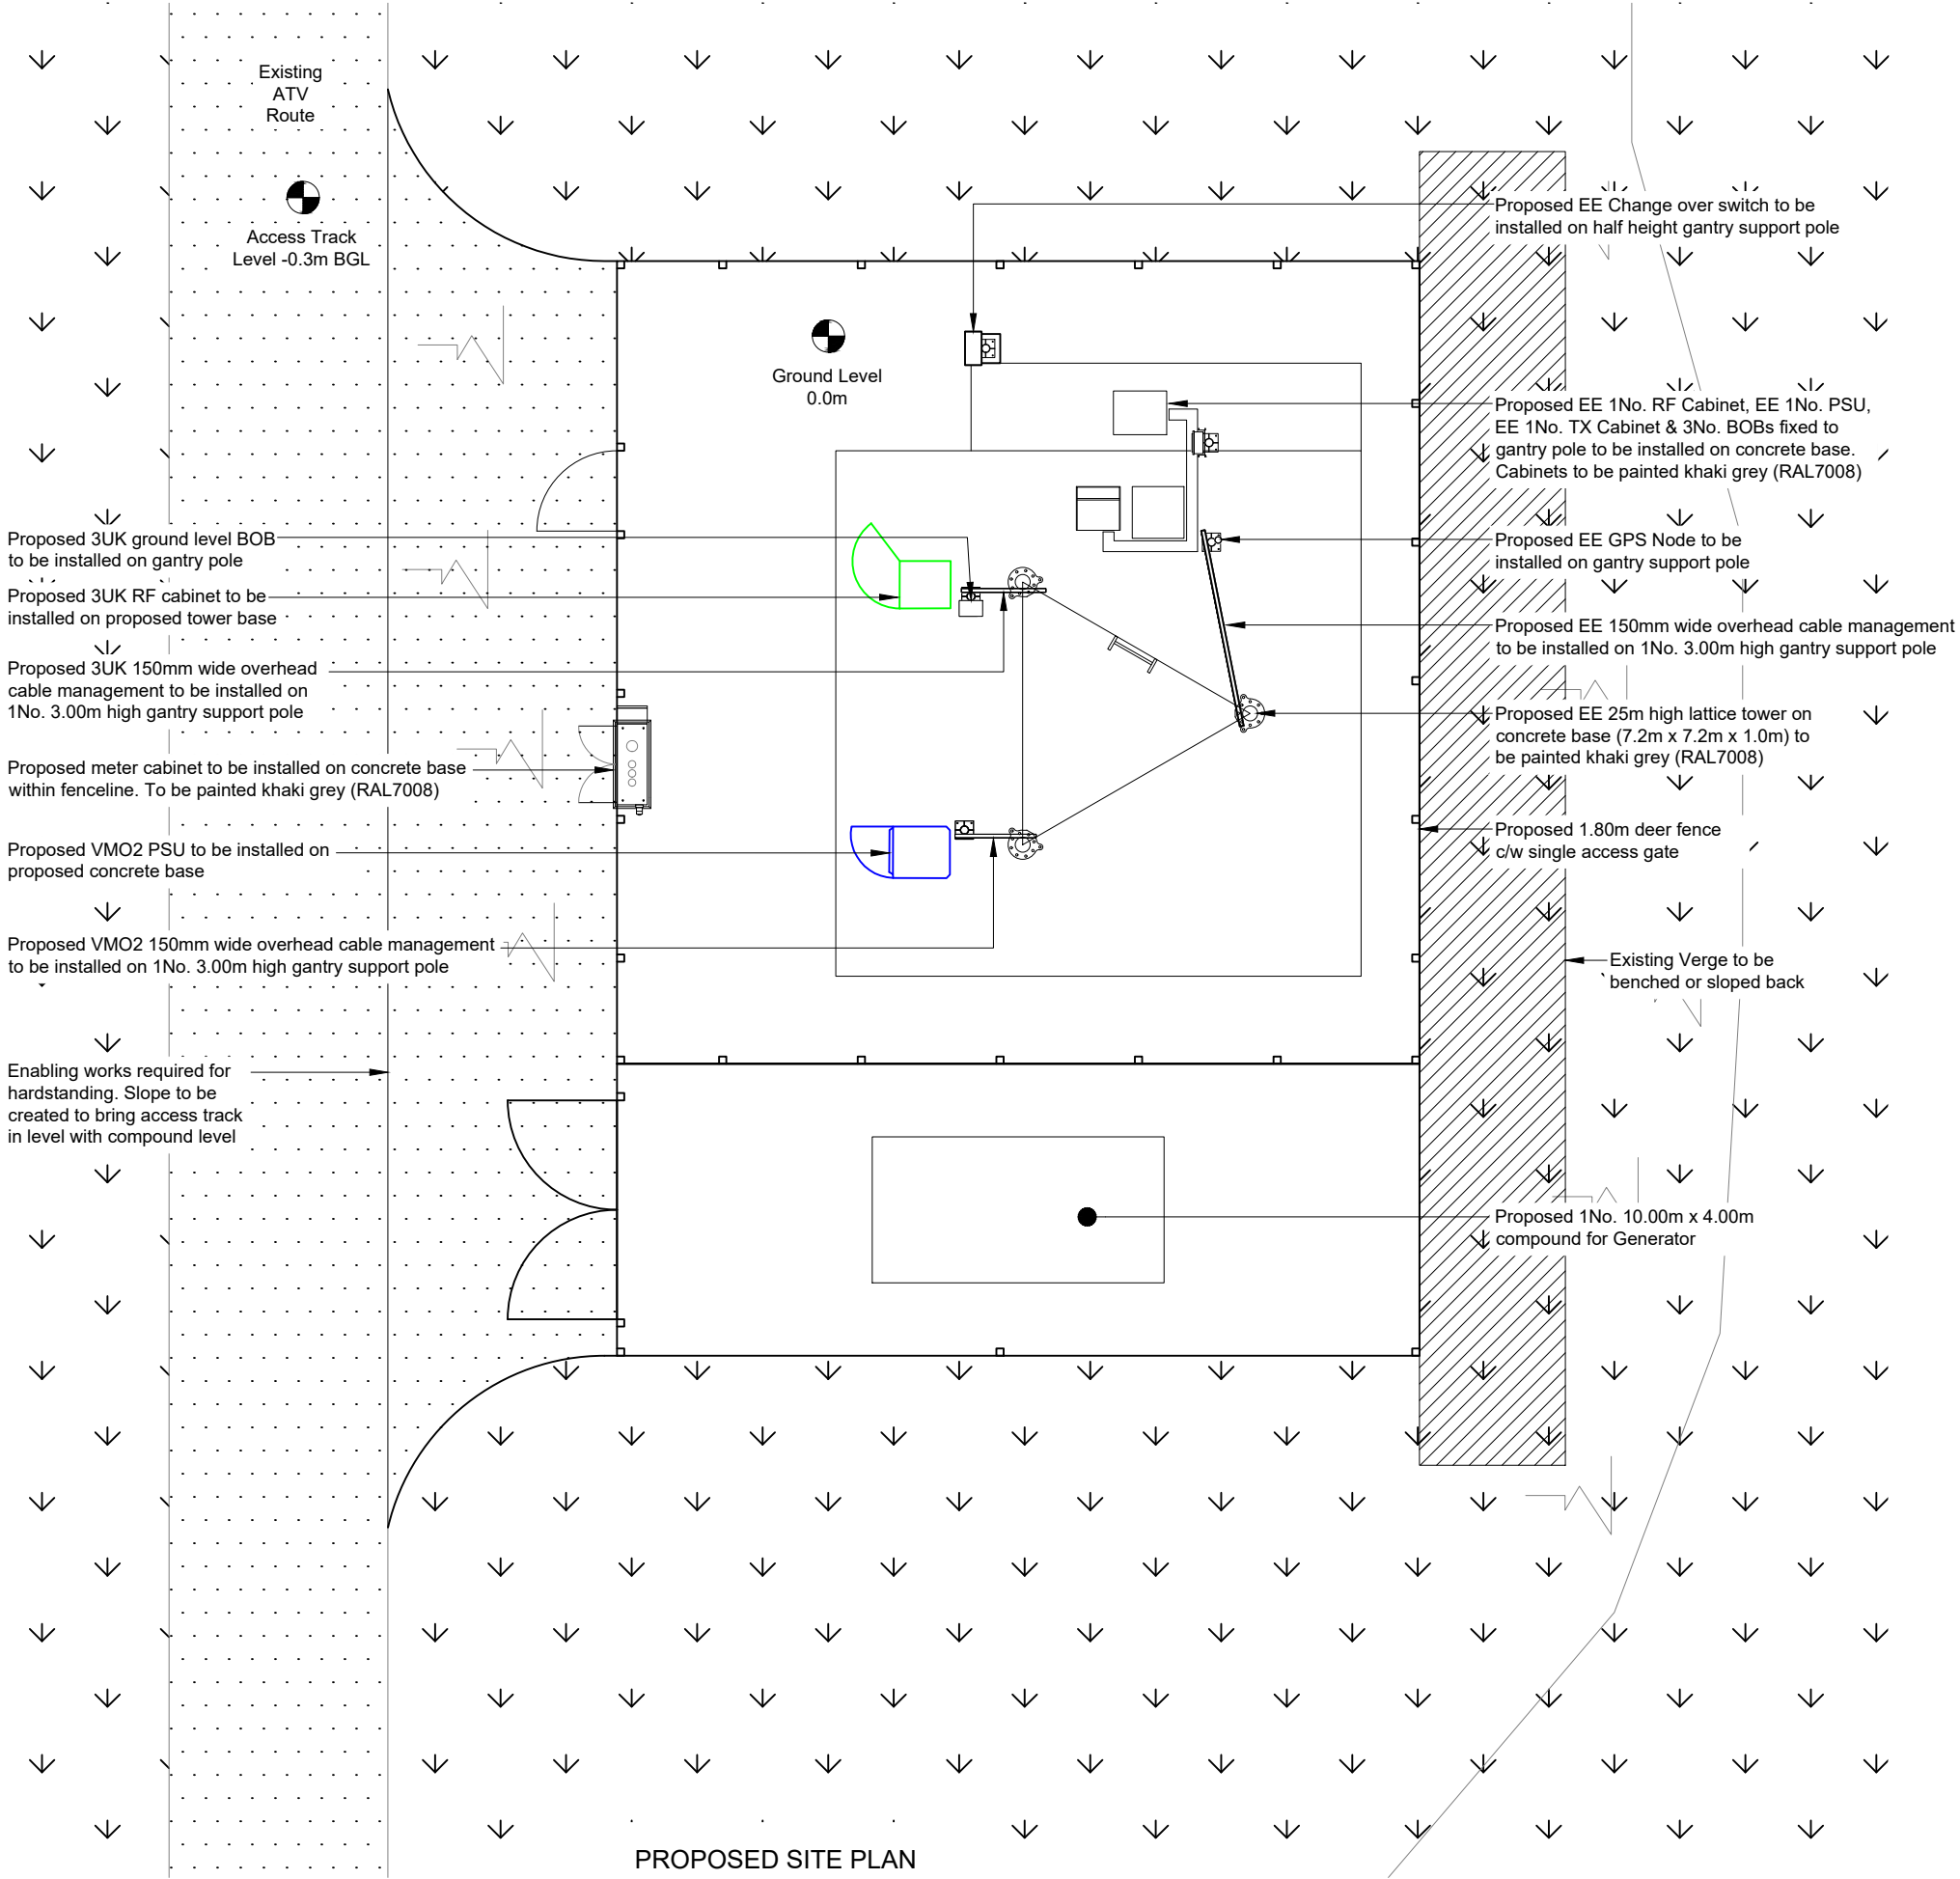 Existing
ATV
Route
Access Track
Level -0.3m BGL
Ground Level
0.0m
Proposed 3UK ground level BOB
to be installed on gantry pole
Proposed 3UK RF cabinet to be
installed on proposed tower base
Proposed 3UK 150mm wide overhead
cable management to be installed on
1No. 3.00m high gantry support pole
Proposed meter cabinet to be installed on concrete base
within fenceline. To be painted khaki grey (RAL7008)
Proposed VMO2 PSU to be installed on
proposed concrete base
Proposed VMO2 150mm wide overhead cable management
to be installed on 1No. 3.00m high gantry support pole
Enabling works required for
hardstanding. Slope to be
created to bring access track
in level with compound level
Proposed EE Change over switch to be
installed on half height gantry support pole
Proposed EE 1No. RF Cabinet, EE 1No. PSU,
EE 1No. TX Cabinet & 3No. BOBs fixed to
gantry pole to be installed on concrete base.
Cabinets to be painted khaki grey (RAL7008)
Proposed EE GPS Node to be
installed on gantry support pole
Proposed EE 150mm wide overhead cable management
to be installed on 1No. 3.00m high gantry support pole
Proposed EE 25m high lattice tower on
concrete base (7.2m x 7.2m x 1.0m) to
be painted khaki grey (RAL7008)
Proposed 1.80m deer fence
c/w single access gate
Existing Verge to be
benched or sloped back
Proposed 1No. 10.00m x 4.00m
compound for Generator
PROPOSED SITE PLAN